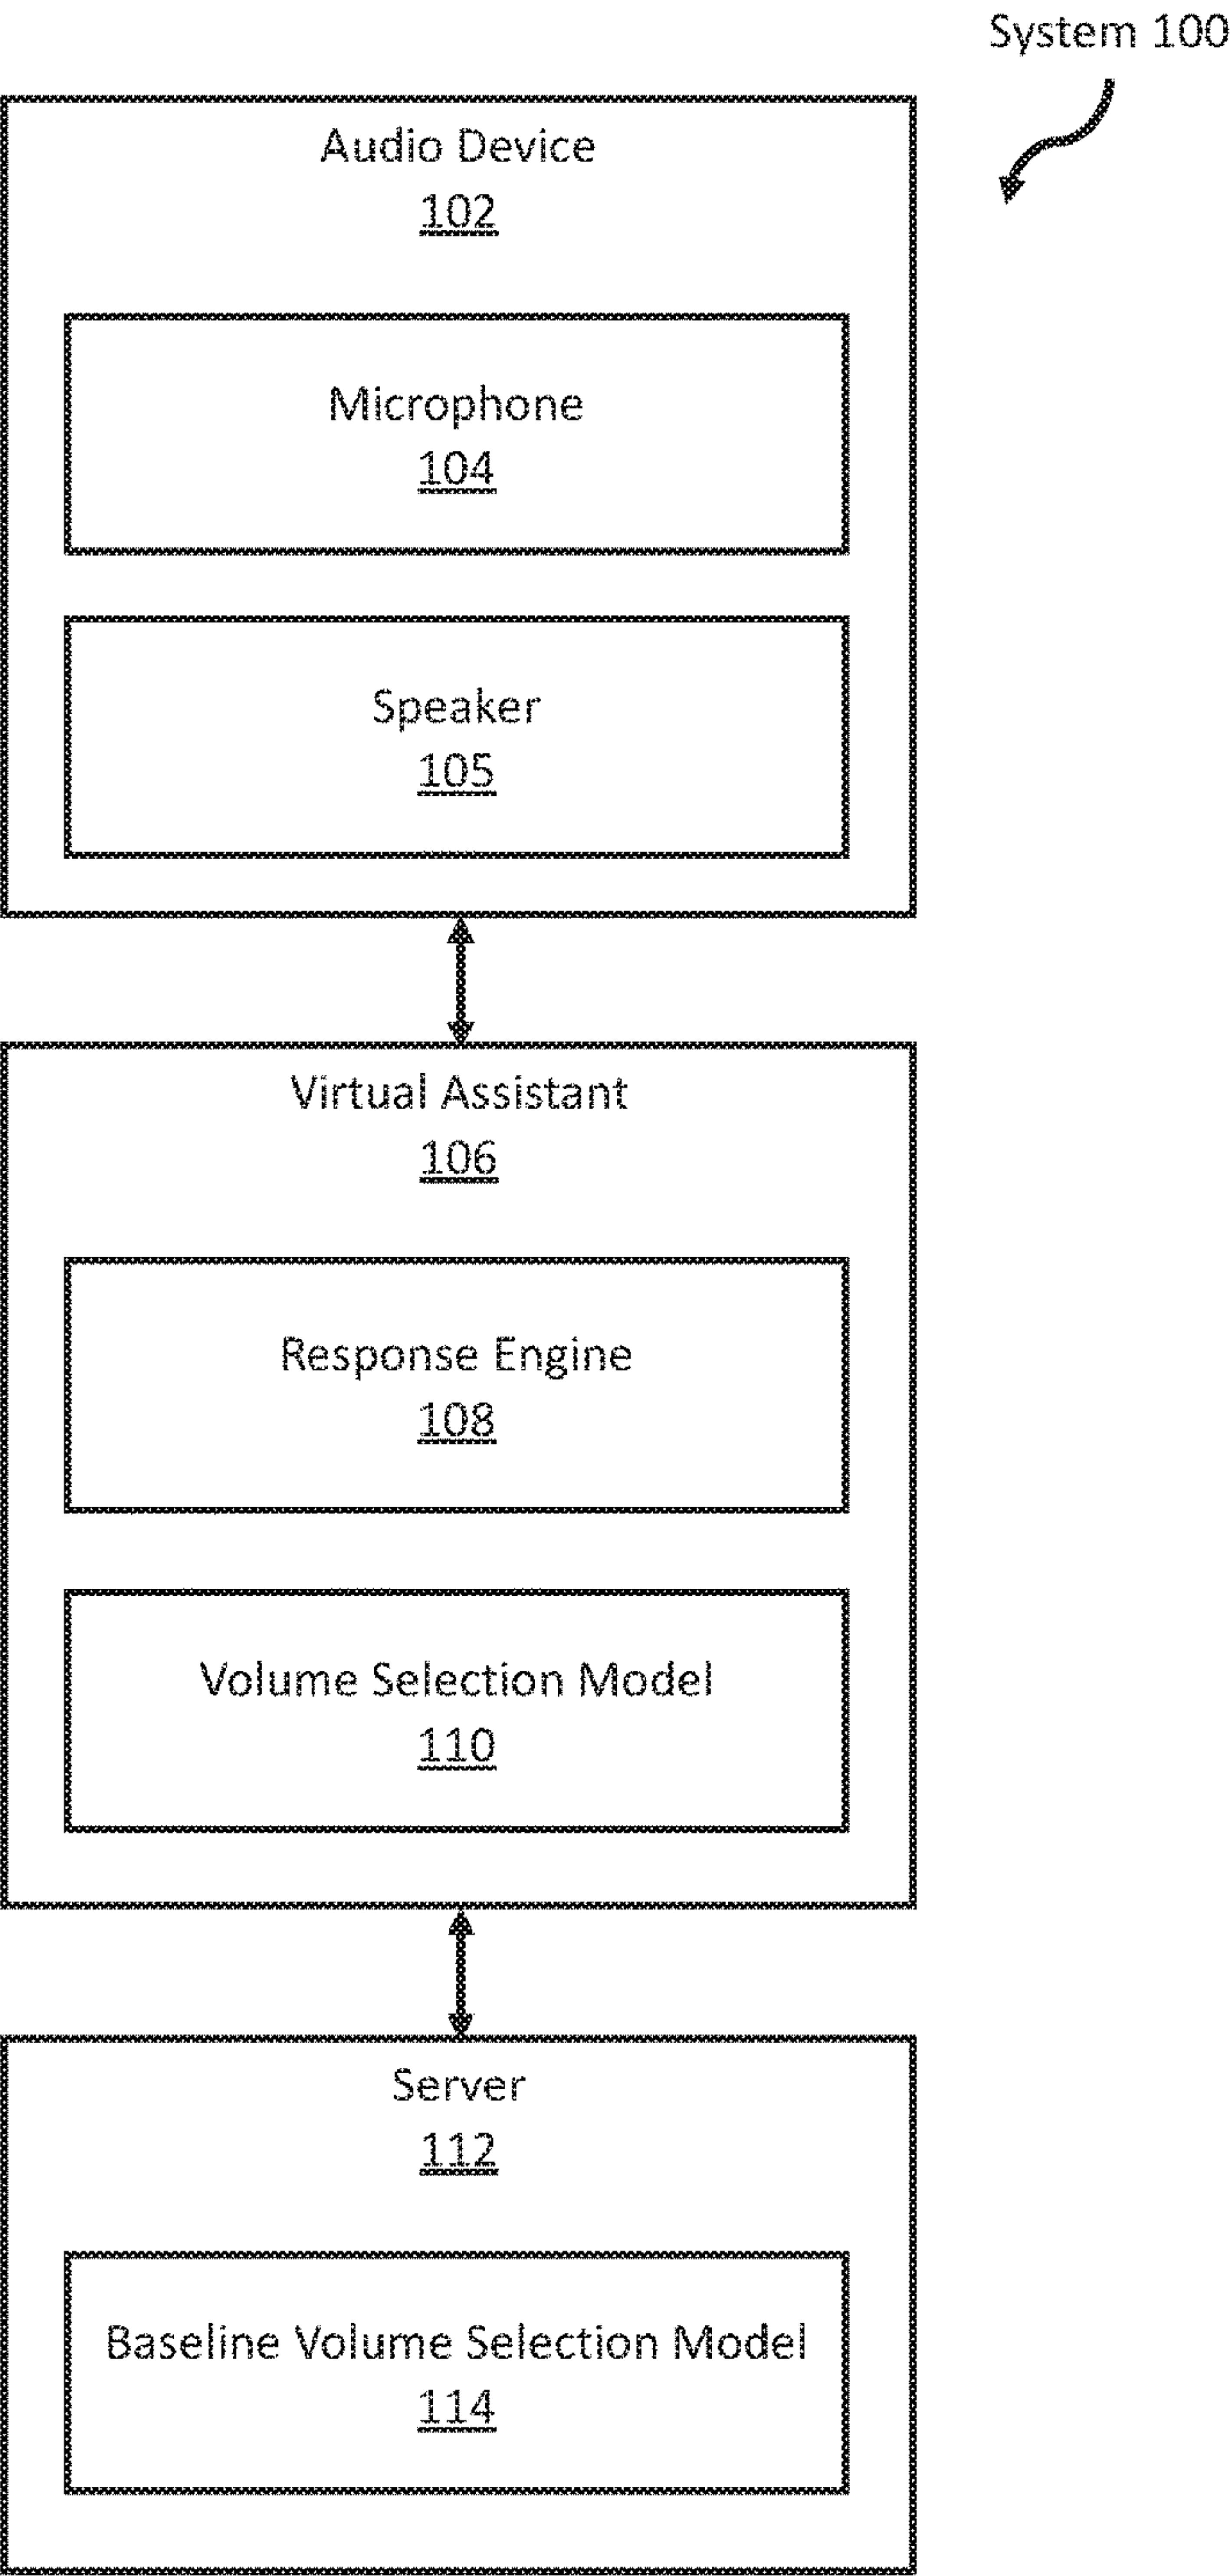 System 100
Audio Device
102
Microphone
104
Speaker
105
Virtual Assistant
106
Response Engine
108
Volume Selection Model
110
Server
112
Baseline Volume Selection Model
114